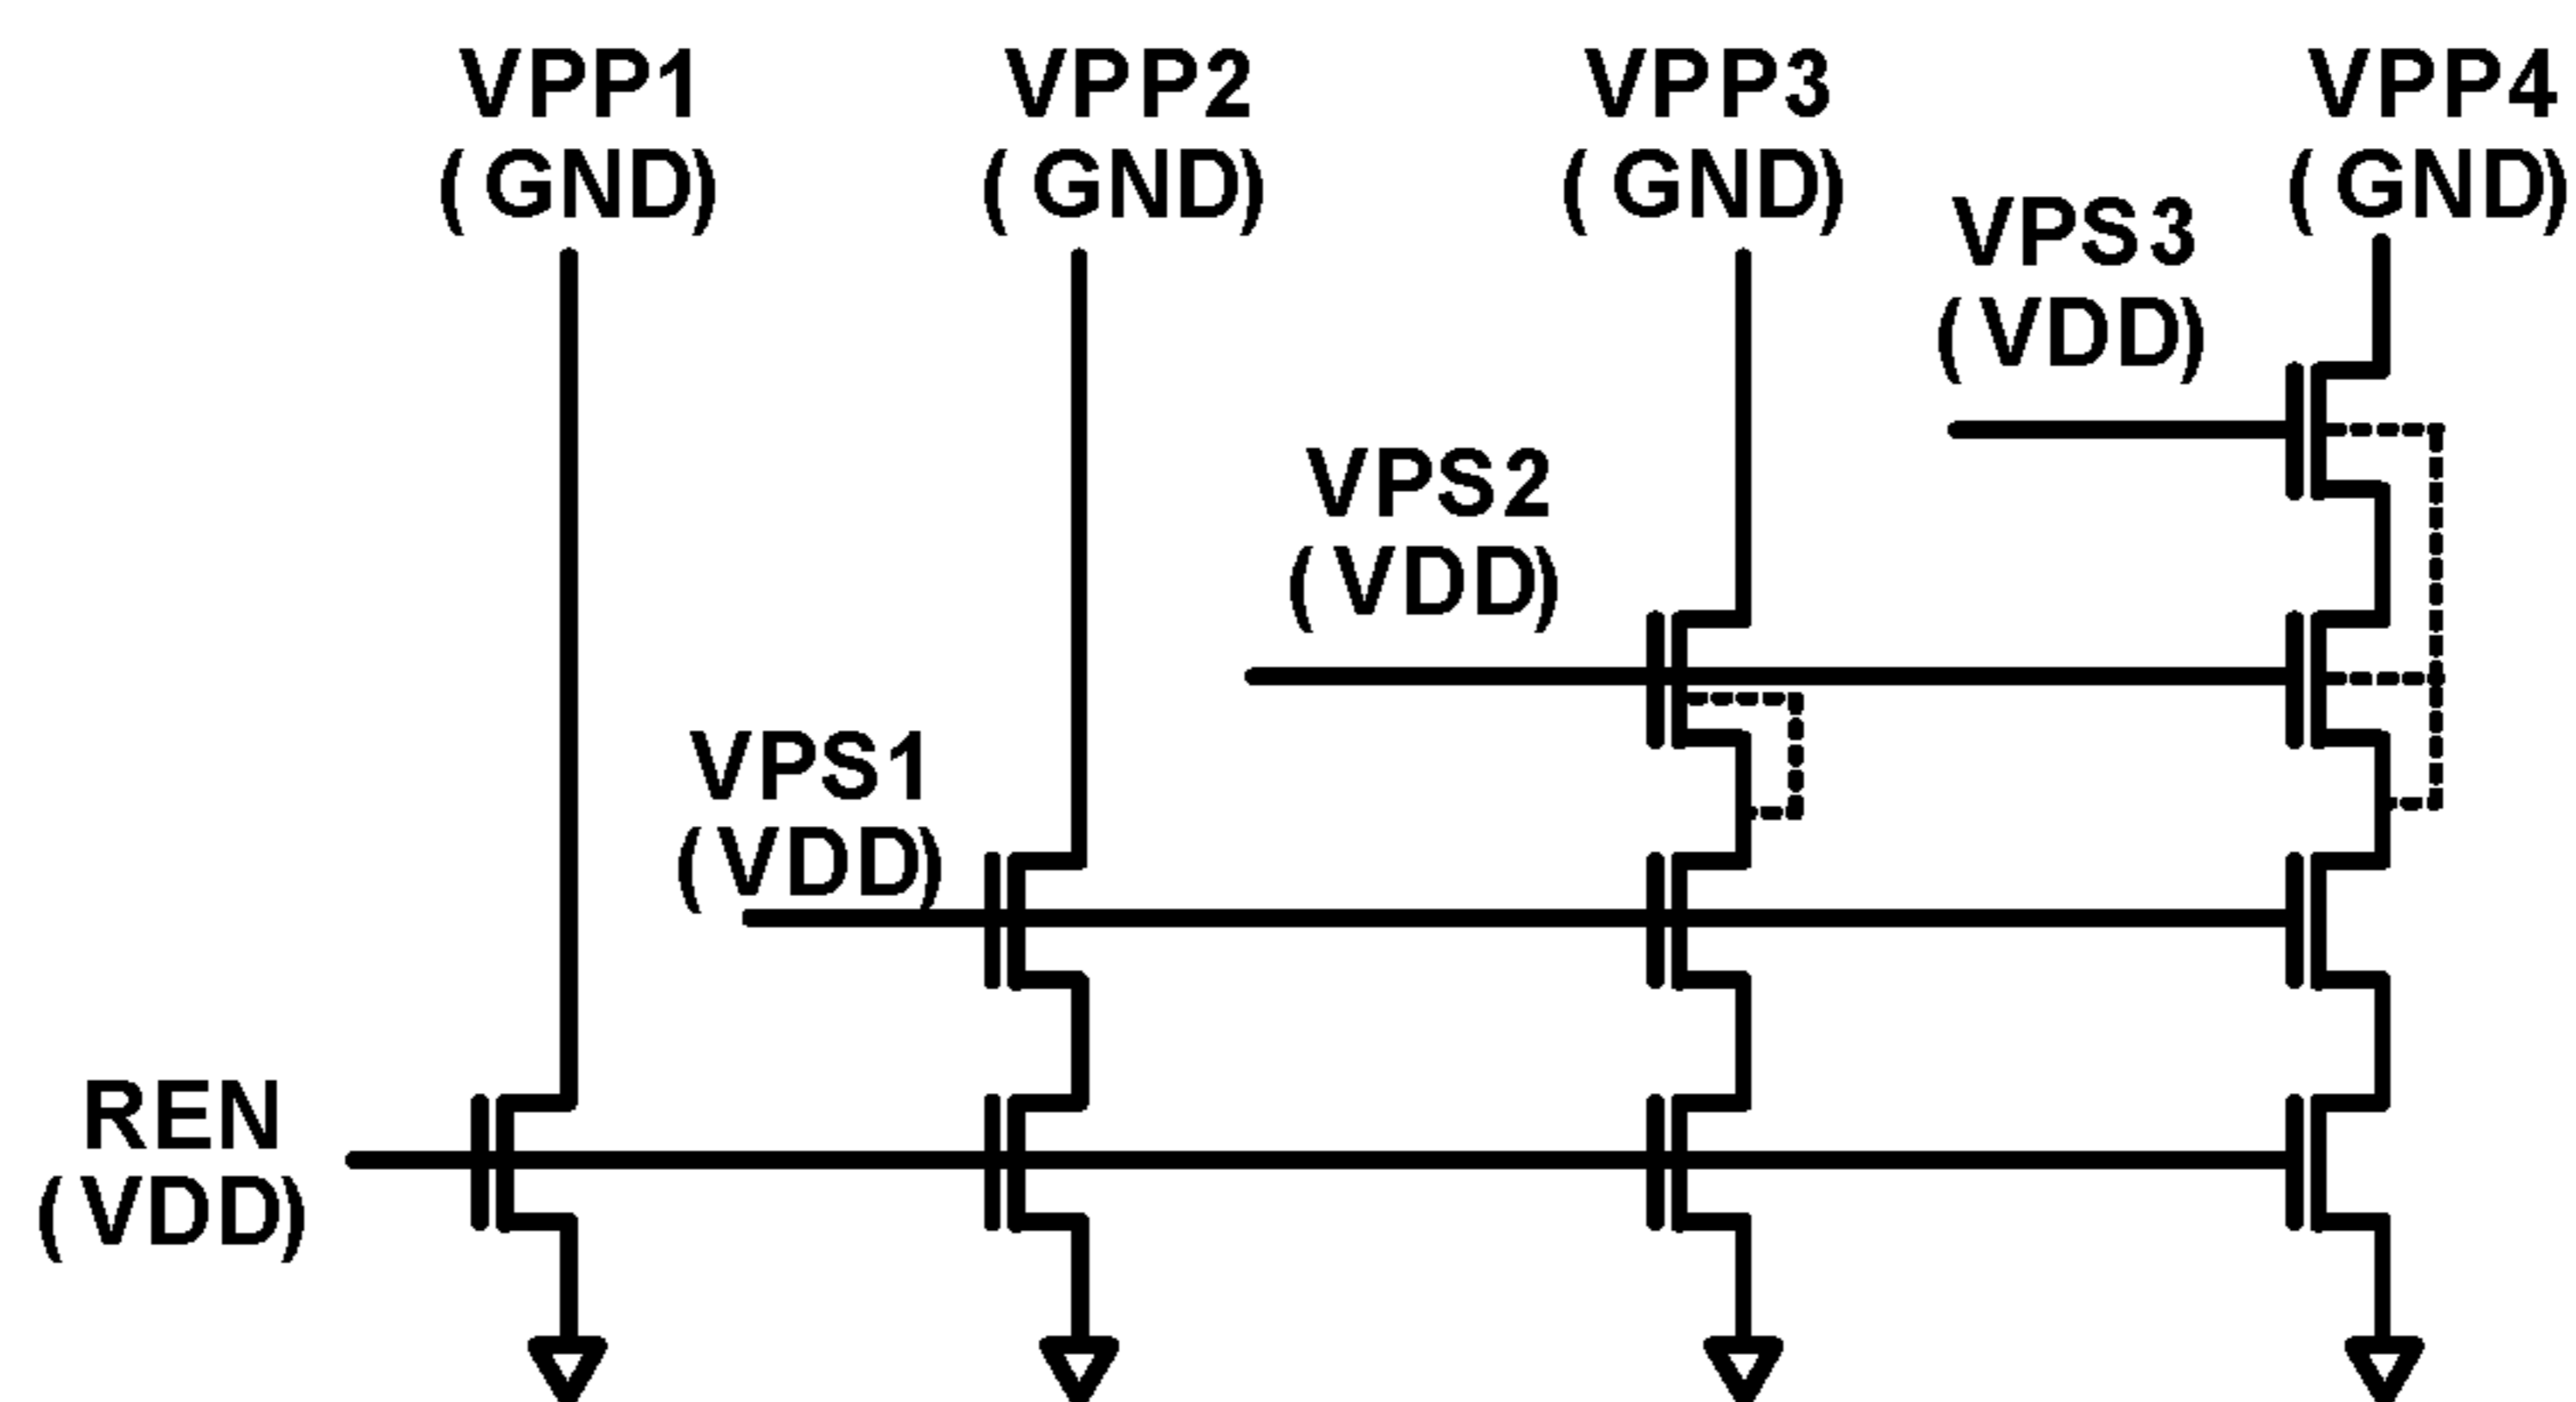 VPP1
(GND)
VPP2
(GND)
VPP3
(GND)
VPP4
(GND)
VPS3
(VDD)
VPS2
(VDD)
VPS1
(VDD)
REN
(VDD)